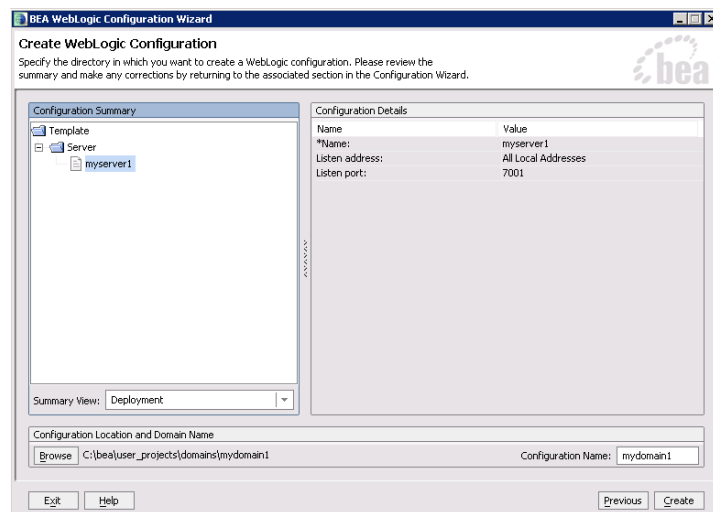 BEA WebLogic Configuration Wizard
Create WebLogic Configuration
Specify the directory in which you want to create a WebLogic configuration. Please review the
summary and make any corrections by returning to the associated section in the Configuration Wizard.
bea
Configuration Summary
Template
Server
myserver1
Summary View: Deployment
Configuration Details
Name Value
*Name: myserver1
Listen address: All Local Addresses
Listen port: 7001
Configuration Location and Domain Name
Browse C:\bea\user_projects\domains\mydomain1 Configuration Name: mydomain1
Exit Help Previous Create